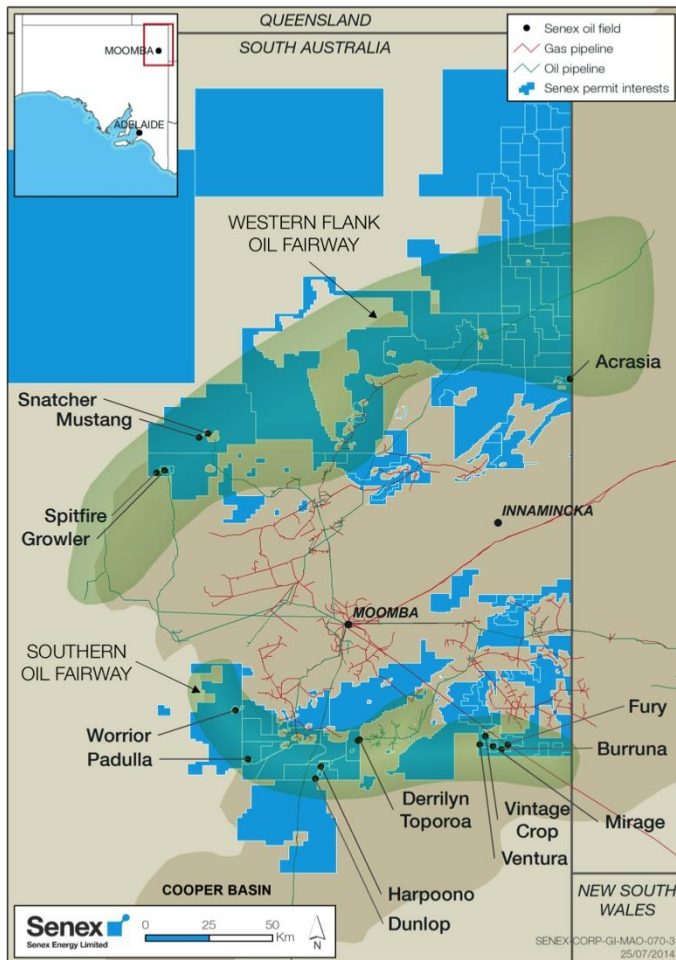 QUEENSLAND
SOUTH AUSTRALIA
MOOMBA
ADELAIDE
Senex oil field
Gas pipeline
Oil pipeline
Senex permit interests
WESTERN FLANK
OIL FAIRWAY
Acrasia
Snatcher
Mustang
Spitfire
Growler
INNAMINCKA
MOOMBA
SOUTHERN
OIL FAIRWAY
Worrior
Padulla
Fury
Burruna
Derrilyn
Toporoa
Vintage
Crop
Mirage
Ventura
Harpoono
Dunlop
COOPER BASIN
NEW SOUTH
WALES
Senex
Senex Energy Limited
0 25 50
Km
N
SENEX-CORP-GI-MAO-070-3
25/07/2014